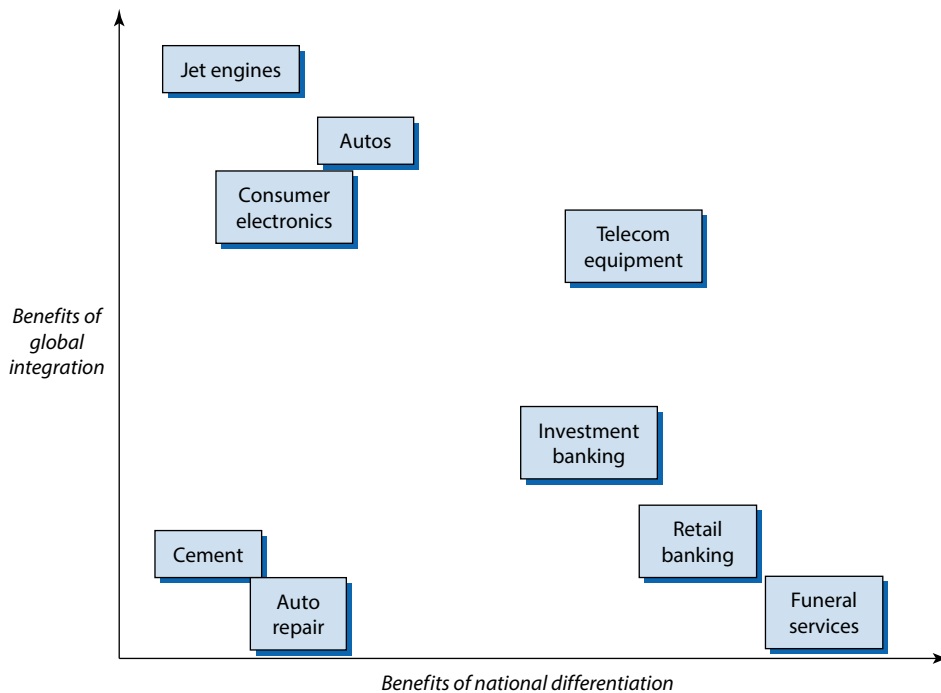 Jet engines
Autos
Consumer
electronics
Telecom
equipment
Benefits of
global
integration
Investment
banking
Retail
banking
Cement
Auto
repair
Funeral
services
Benefits of national differentiation